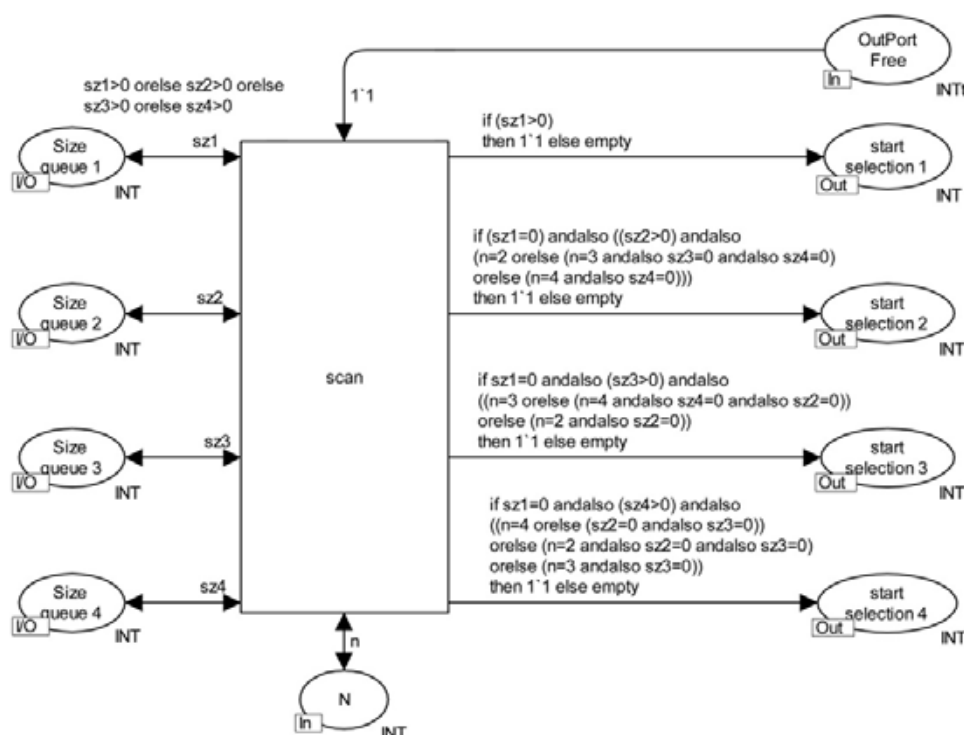 OutPort
Free
In
INT
1`1
sz1>0 orelse sz2>0 orelse
sz3>0 orelse sz4>0
Size
queue 1
I/O
INT
sz1
if (sz1>0)
then 1`1 else empty
start
selection 1
Out
INT
Size
queue 2
I/O
INT
sz2
if (sz1=0) andalso ((sz2>0) andalso
(n=2 orelse (n=3 andalso sz3=0 andalso sz4=0)
orelse (n=4 andalso sz4=0)))
then 1`1 else empty
start
selection 2
Out
INT
scan
Size
queue 3
I/O
INT
sz3
if sz1=0 andalso (sz3>0) andalso
((n=3 orelse (n=4 andalso sz4=0 andalso sz2=0))
orelse (n=2 andalso sz2=0))
then 1`1 else empty
start
selection 3
Out
INT
Size
queue 4
I/O
INT
sz4
if sz1=0 andalso (sz4>0) andalso
((n=4 orelse (sz2=0 andalso sz3=0))
orelse (n=2 andalso sz2=0 andalso sz3=0)
orelse (n=3 andalso sz3=0))
then 1`1 else empty
start
selection 4
Out
INT
n
N
In
INT